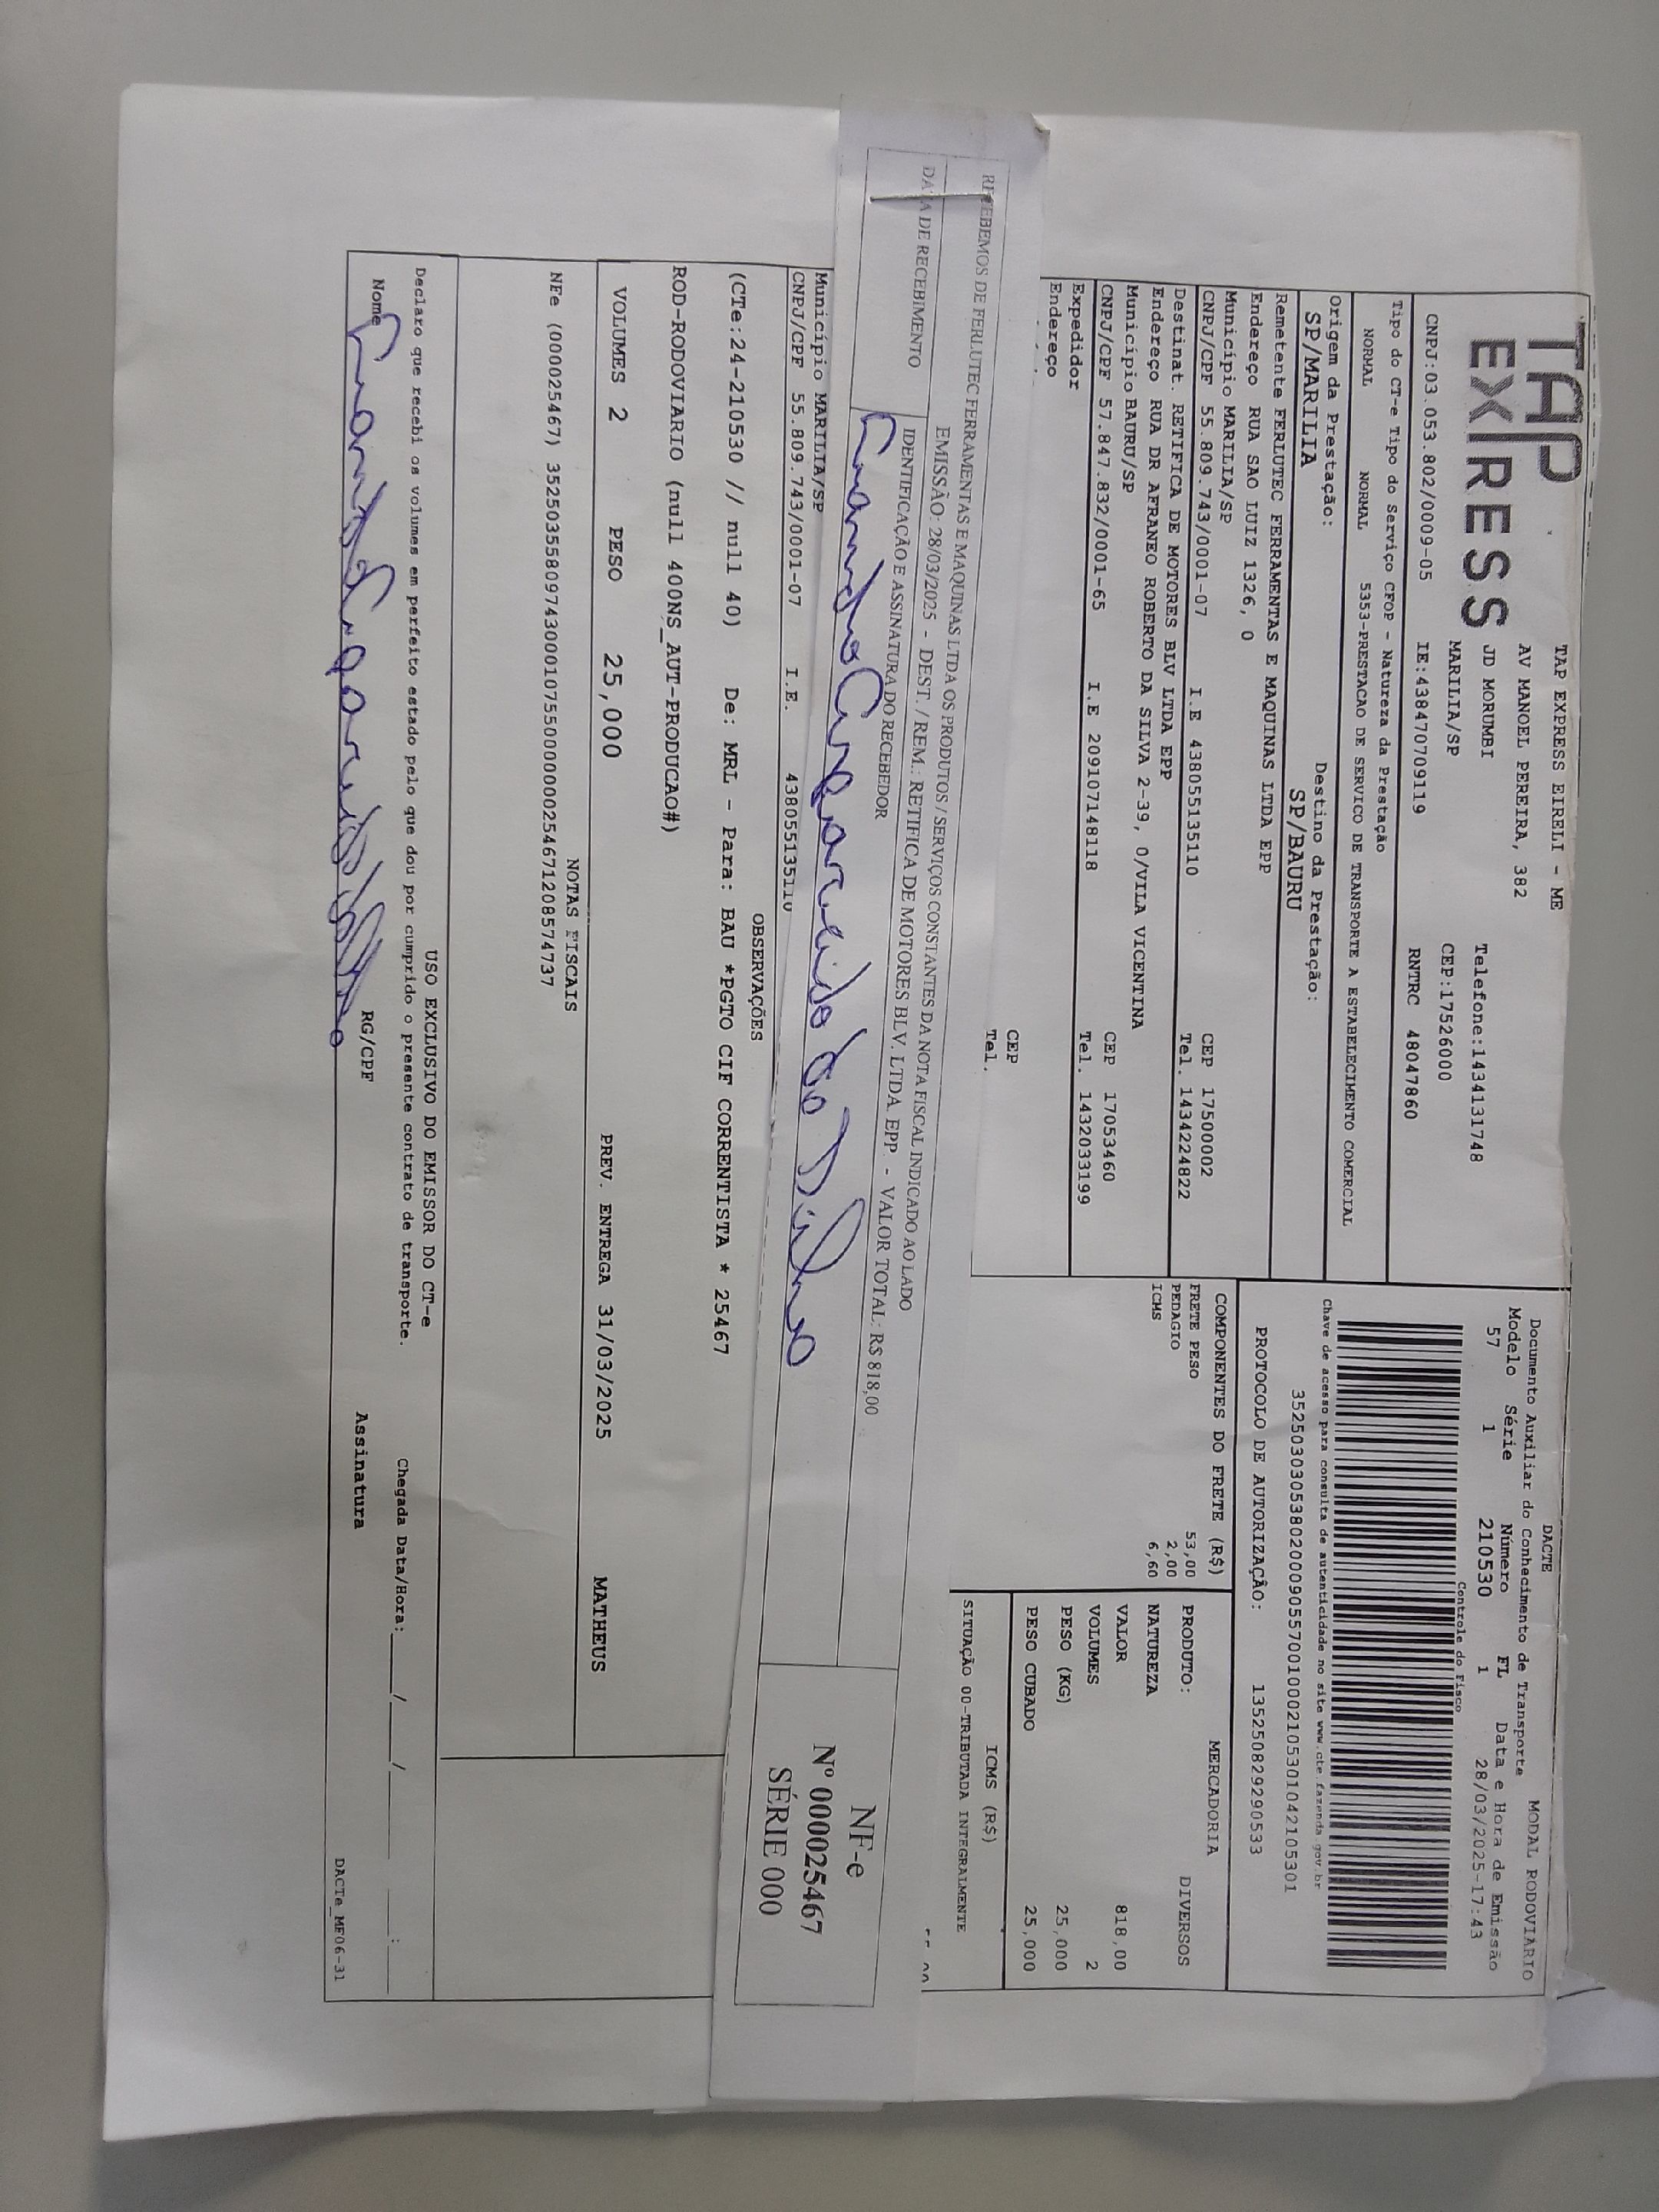 TAP
EXPRESS
TAP EXPRESS EIRELI - ME
AV MANOEL PEREIRA, 382
JD MORUMBI Telefone:1434131748
MARILIA/SP CEP:17526000
CNPJ:03.053.802/0009-05 IE:438470709119 RNTRC 48047860
Tipo do CT-e Tipo do Serviço CFOP - Natureza da Prestação
NORMAL NORMAL 5353-PRESTACAO DE SERVICO DE TRANSPORTE A ESTABELECIMENTO COMERCIAL
Origem da Prestação: Destino da Prestação:
SP/MARILIA SP/BAURU
Remetente FERLUTEC FERRAMENTAS E MAQUINAS LTDA EPP
Endereço RUA SAO LUIZ 1326, 0
Município MARILIA/SP CEP 17500002
CNPJ/CPF 55.809.743/0001-07 I.E 438055135110 Tel. 1434224822
Destinat. RETIFICA DE MOTORES BLV LTDA EPP
Endereço RUA DR AFRANEO ROBERTO DA SILVA 2-39, 0/VILA VICENTINA
Município BAURU/SP CEP 17053460
CNPJ/CPF 57.847.832/0001-65 I.E 209107148118 Tel. 1432033199
Expedidor
Endereço
CEP
Tel.
DACTE MODAL RODOVIARIO
Documento Auxiliar do Conhecimento de Transporte
Modelo Série Número FL Data e Hora de Emissão
57 1 210530 1 28/03/2025-17:43
Controle do Fisco
Chave de acesso para consulta de autenticidade no site www.cte.fazenda.gov.br
35250303053802000905570010002105301042105301
PROTOCOLO DE AUTORIZAÇÃO: 135250829290533
COMPONENTES DO FRETE (R$)
FRETE PESO 53,00
PEDAGIO 2,00
ICMS 6,60
MERCADORIA
PRODUTO: DIVERSOS
NATUREZA
VALOR 818,00
VOLUMES 2
PESO (KG) 25,000
PESO CUBADO 25,000
ICMS (R$)
SITUAÇÃO 00-TRIBUTADA INTEGRALMENTE
RECEBEMOS DE FERLUTEC FERRAMENTAS E MAQUINAS LTDA OS PRODUTOS / SERVIÇOS CONSTANTES DA NOTA FISCAL INDICADO AO LADO
EMISSÃO: 28/03/2025 - DEST. / REM.: RETIFICA DE MOTORES BLV. LTDA. EPP - VALOR TOTAL: R$ 818,00
DATA DE RECEBIMENTO IDENTIFICAÇÃO E ASSINATURA DO RECEBEDOR
NF-e
Nº 000025467
SÉRIE 000
Município MARILIA/SP
CNPJ/CPF 55.809.743/0001-07 I.E. 438055135110
OBSERVAÇÕES
(CTe:24-210530 // null 40) De: MRL - Para: BAU *PGTO CIF CORRENTISTA * 25467
ROD-RODOVIARIO (null 400NS_AUT-PRODUCAO#)
VOLUMES 2 PESO 25,000 PREV. ENTREGA 31/03/2025 MATHEUS
NOTAS FISCAIS
NFe (000025467) 35250355809743000107550000000254671208574737
USO EXCLUSIVO DO EMISSOR DO CT-e
Declaro que recebi os volumes em perfeito estado pelo que dou por cumprido o presente contrato de transporte. Chegada Data/Hora:____/____/______ ____:____
Nome RG/CPF Assinatura
DACTe_MF06-31